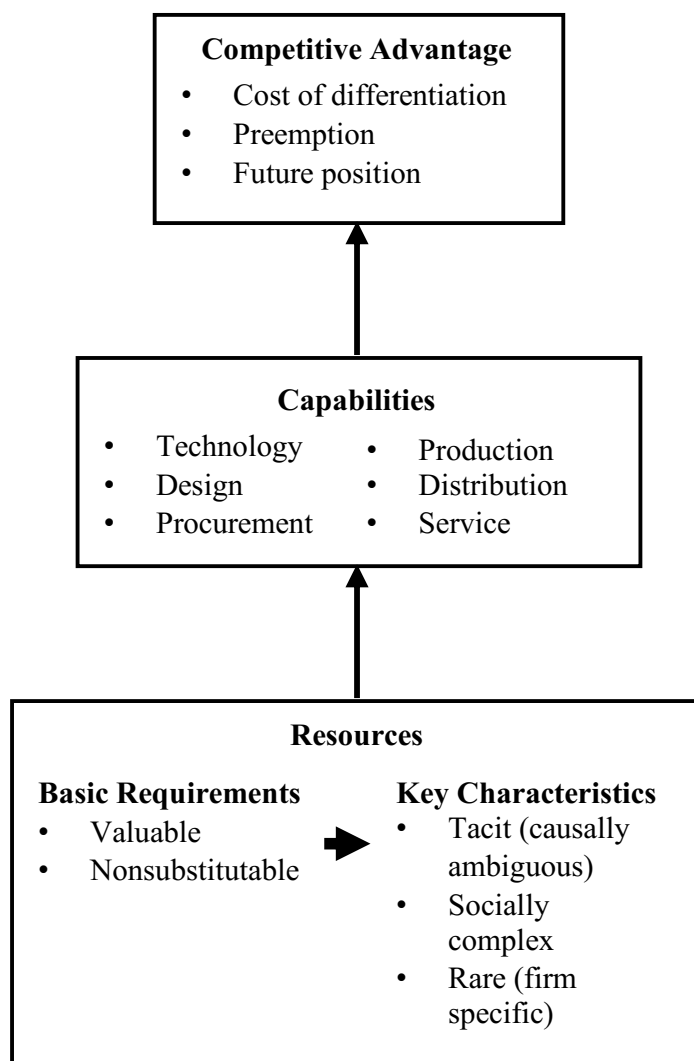 Competitive Advantage
• Cost of differentiation
• Preemption
• Future position
Capabilities
• Technology
• Design
• Procurement
• Production
• Distribution
• Service
Resources
Basic Requirements
• Valuable
• Nonsubstitutable
Key Characteristics
• Tacit (causally
ambiguous)
• Socially
complex
• Rare (firm
specific)